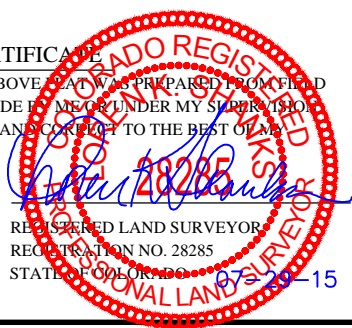 TIFICATE
BOVE PLAT WAS PREPARED FROM FIELD
DE BY ME OR UNDER MY SUPERVISION
AND CORRECT TO THE BEST OF MY
COLORADO REGISTERED
LOREN K. SHANKS
28285
PROFESSIONAL LAND SURVEYOR
REGISTERED LAND SURVEYOR
REGISTRATION NO. 28285
STATE OF COLORADO
07-29-15